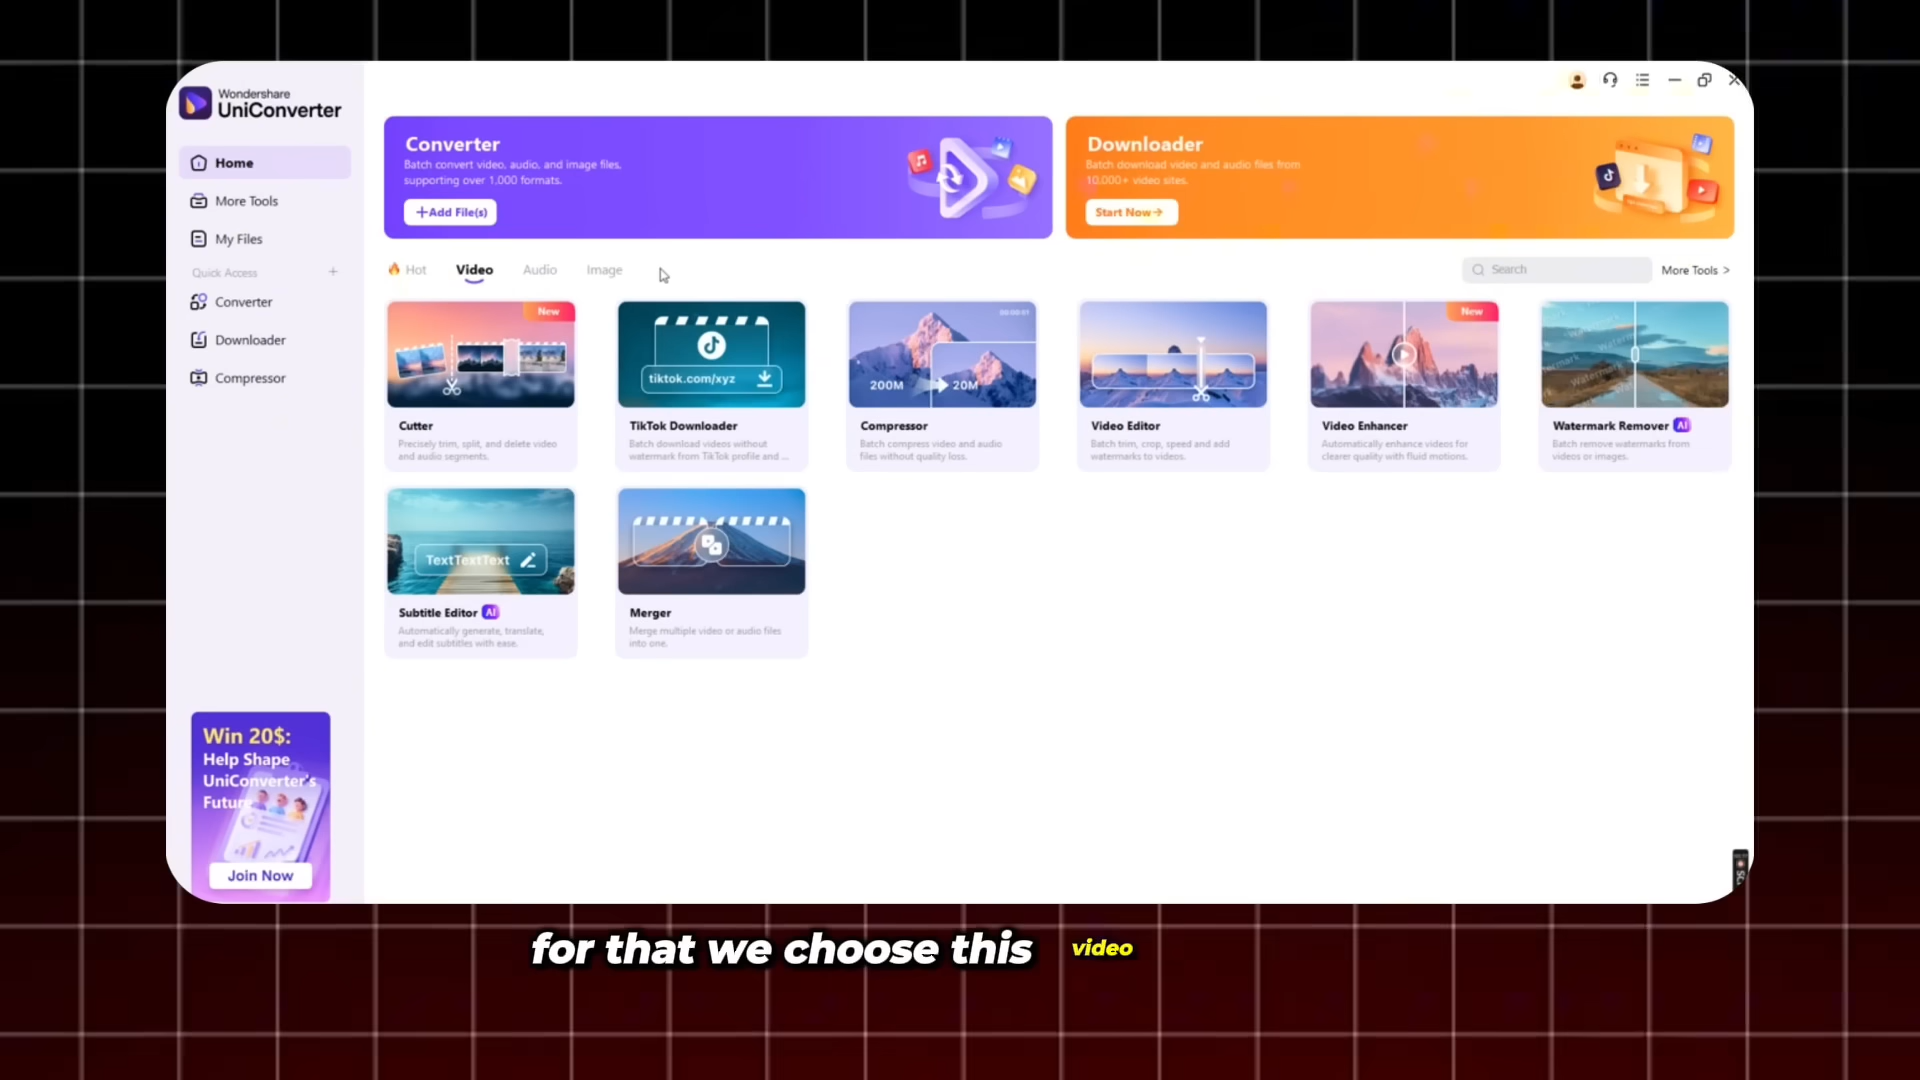 Wondershare
UniConverter
Home
More Tools
My Files
Quick Access +
Converter
Downloader
Compressor
Win 20$:
Help Shape
UniConverter's
Future
Join Now
Converter
Batch convert video, audio, and image files,
supporting over 1,000 formats.
+Add File(s)
Downloader
Batch download video and audio files from
10,000+ video sites.
Start Now→
Hot
Video
Audio
Image
Search
More Tools >
New
Cutter
Precisely trim, split, and delete video
and audio segments.
tiktok.com/xyz
TikTok Downloader
Batch download videos without
watermark from TikTok profile and ...
200M
20M
Compressor
Batch compress video and audio
files without quality loss.
Video Editor
Batch trim, crop, speed and add
watermarks to videos.
New
Video Enhancer
Automatically enhance videos for
clearer quality with fluid motions.
Watermark
Watermark Remover AI
Batch remove watermarks from
videos or images.
TextTextText
Subtitle Editor AI
Automatically generate, translate,
and edit subtitles with ease.
Merger
Merge multiple video or audio files
into one.
for that we choose this video